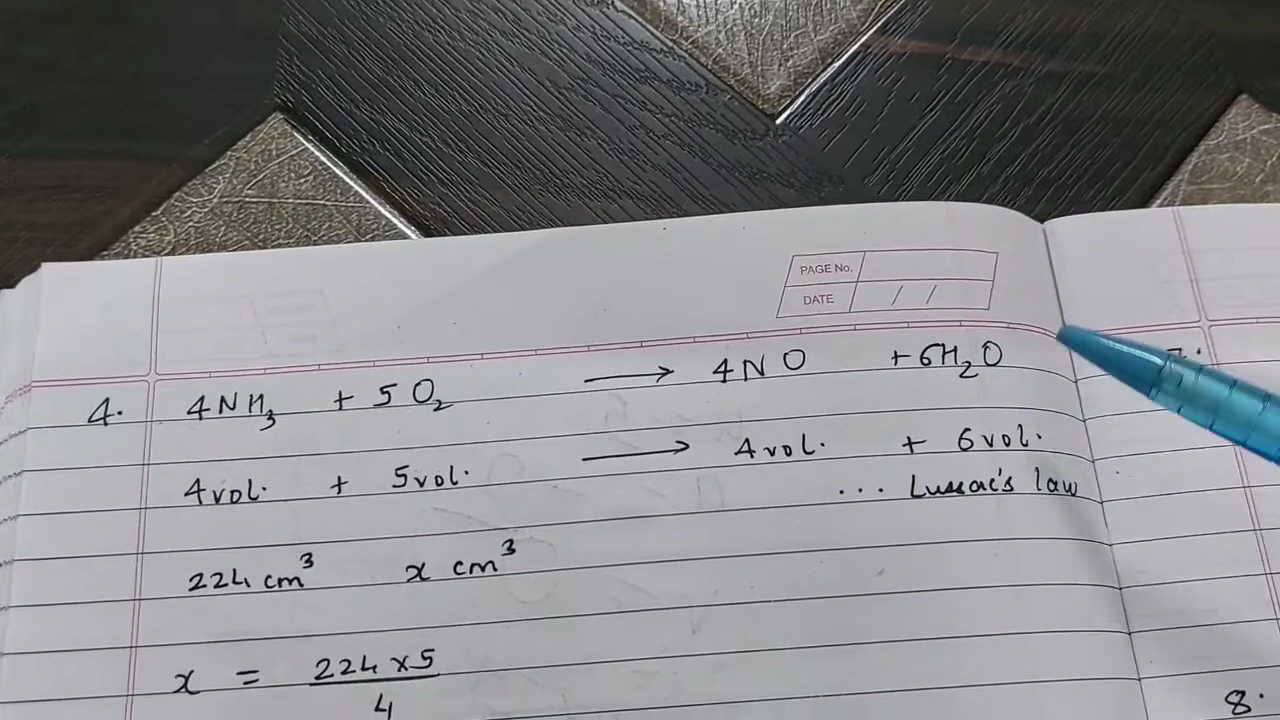 PAGE No.
DATE / /
4. 4NH₃ + 5O₂ ⟶ 4NO + 6H₂O
4vol. + 5vol. ⟶ 4vol. + 6vol.
... Lussac's law
224 cm³ x cm³
x = 224 x 5 / 4
8.